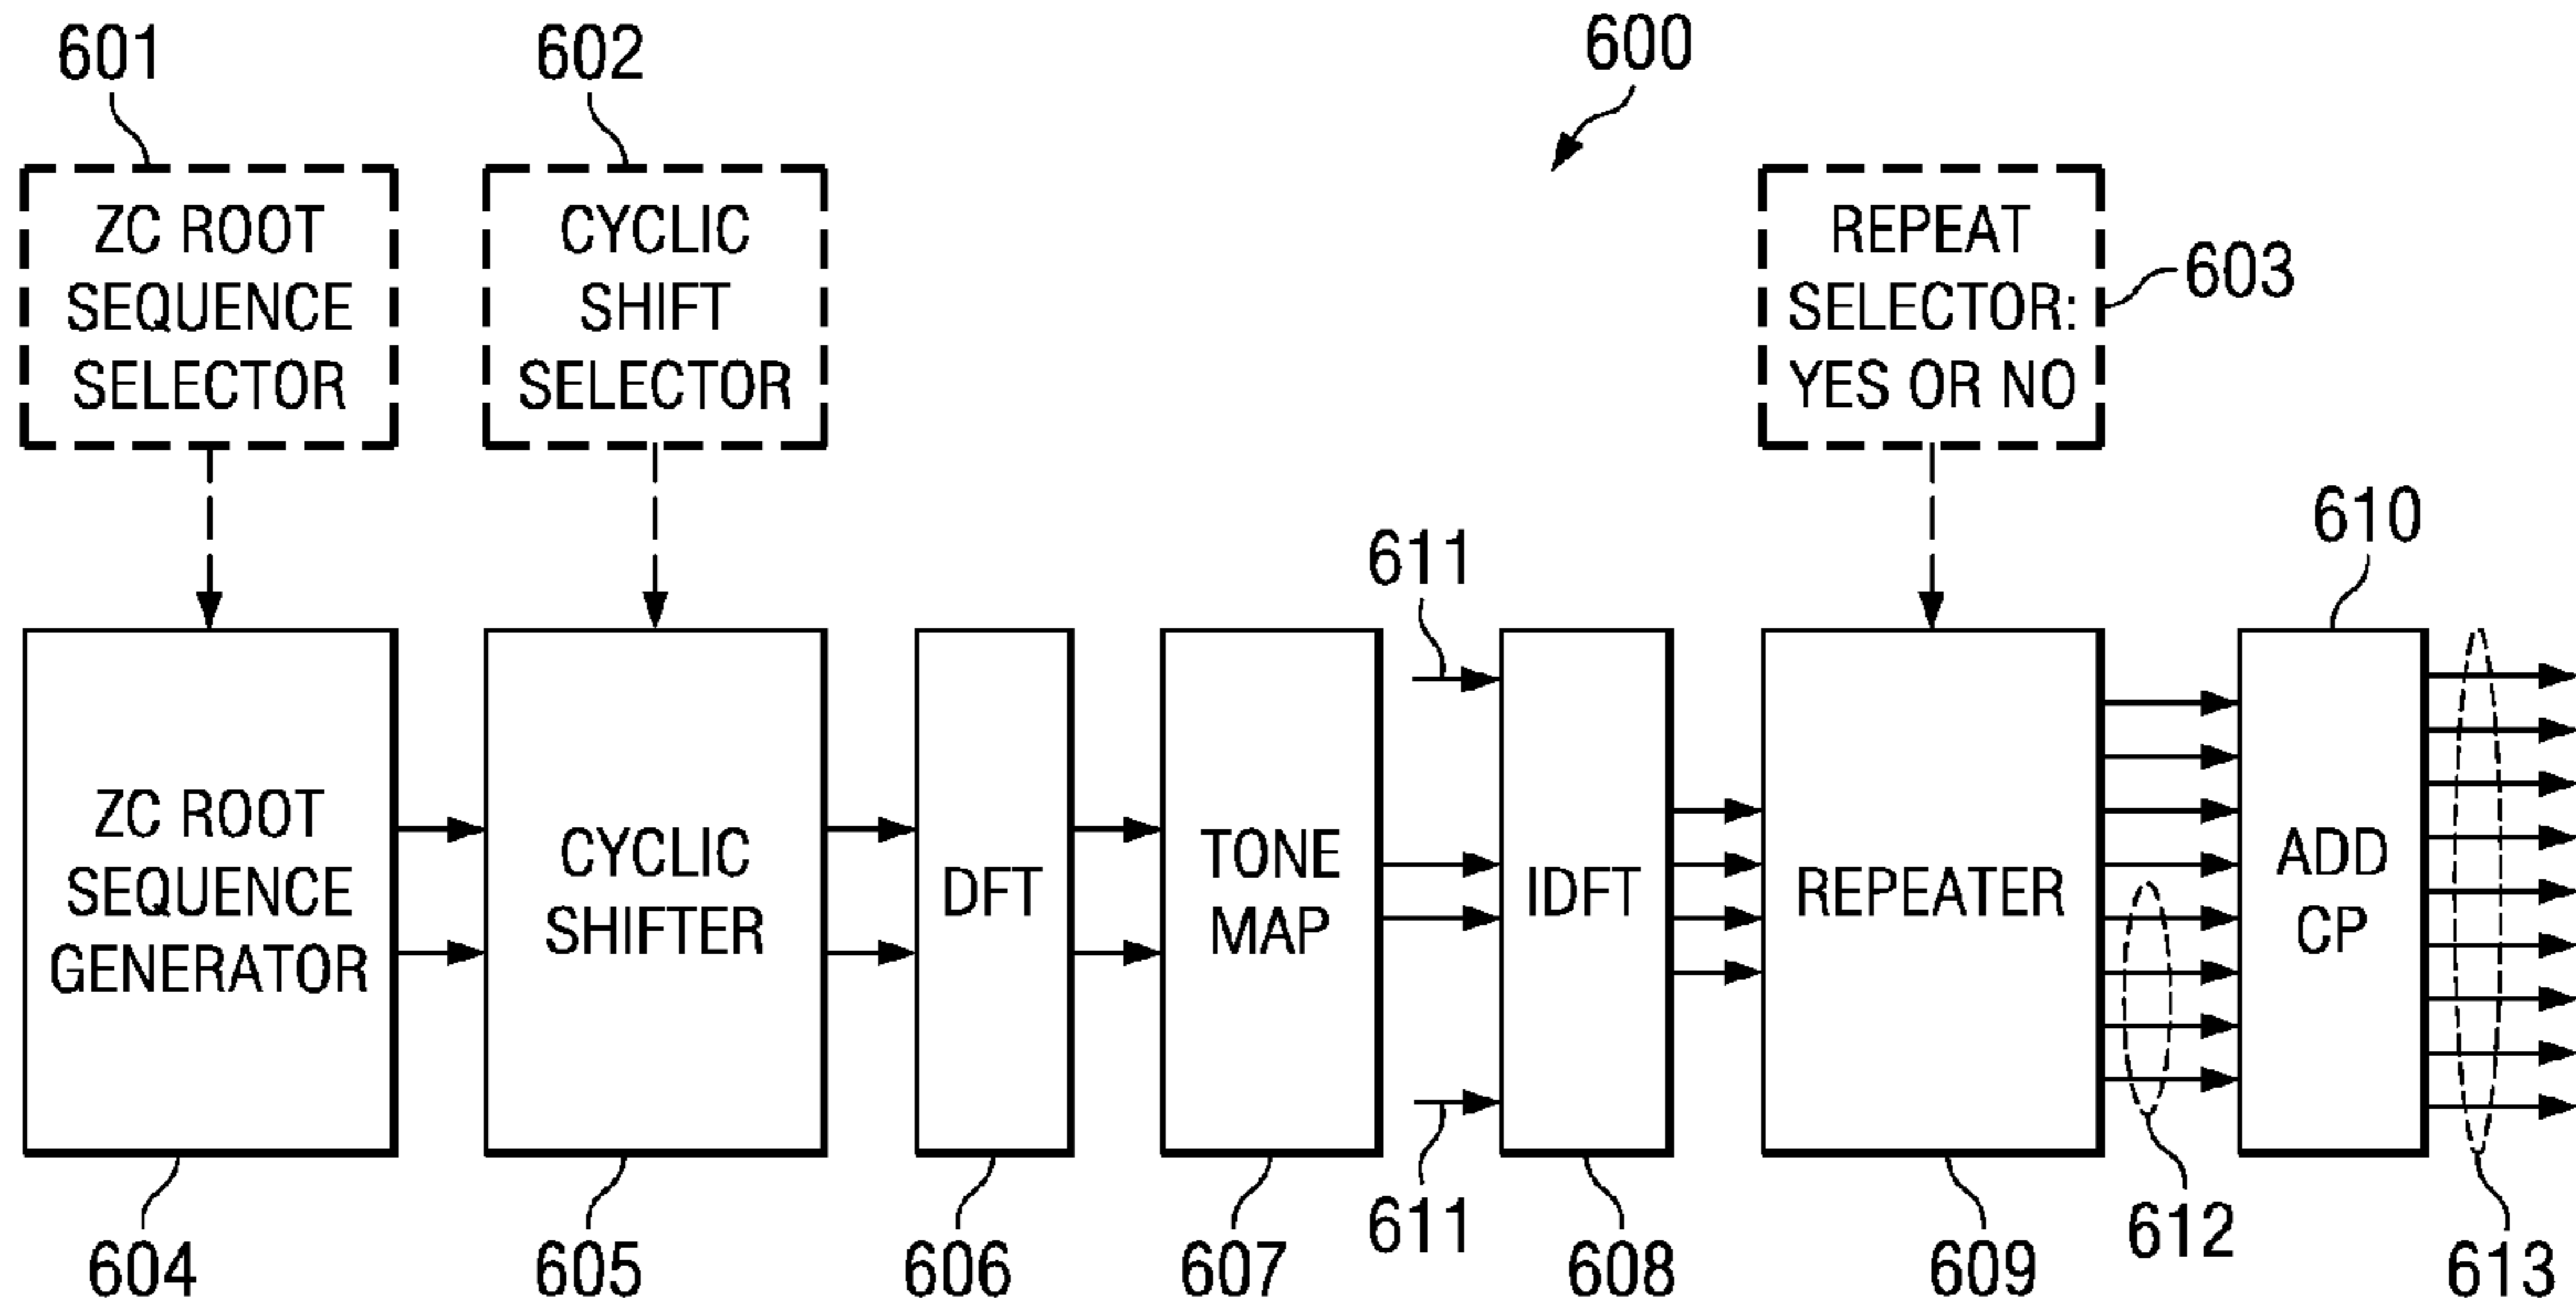 601
602
600
ZC ROOT
SEQUENCE
SELECTOR
CYCLIC
SHIFT
SELECTOR
REPEAT
SELECTOR:
YES OR NO
603
611
610
ZC ROOT
SEQUENCE
GENERATOR
CYCLIC
SHIFTER
DFT
TONE
MAP
IDFT
REPEATER
ADD
CP
604
605
606
607
611
608
609
612
613